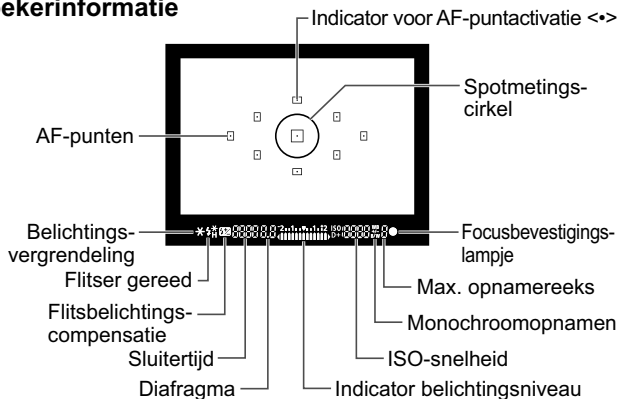 ekerinformatie
Indicator voor AF-puntactivatie <•>
Spotmetings-
cirkel
AF-punten
Belichtings-
vergrendeling
Flitser gereed
Flitsbelichtings-
compensatie
Sluitertijd
Diafragma
Focusbevestigings-
lampje
Max. opnamereeks
Monochroomopnamen
ISO-snelheid
Indicator belichtingsniveau